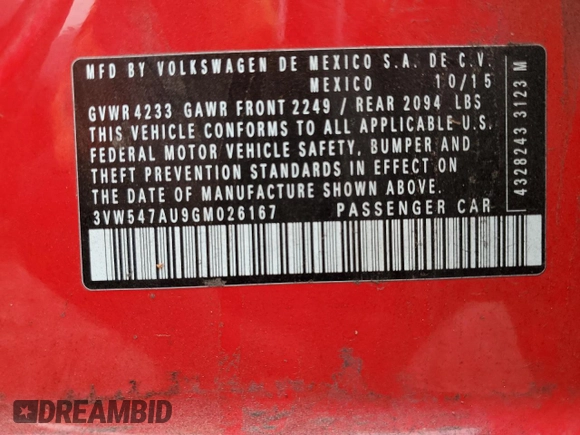 MFD BY VOLKSWAGEN DE MEXICO S.A. DE C.V.
MEXICO 10/15
GVWR 4233 GAWR FRONT 2249 / REAR 2094 LBS
THIS VEHICLE CONFORMS TO ALL APPLICABLE U.S.
FEDERAL MOTOR VEHICLE SAFETY, BUMPER AND
THEFT PREVENTION STANDARDS IN EFFECT ON
THE DATE OF MANUFACTURE SHOWN ABOVE.
3VW547AU9GM026167 PASSENGER CAR
4328243 3123 M
DREAMBID